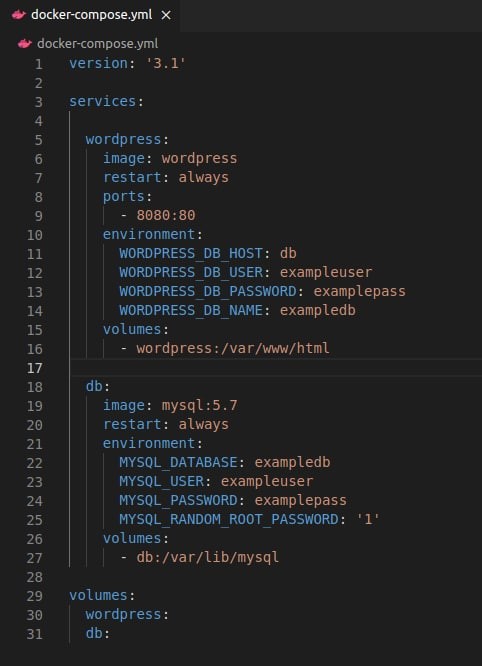 docker-compose.yml
docker-compose.yml
1 version: '3.1'
2
3 services:
4
5   wordpress:
6     image: wordpress
7     restart: always
8     ports:
9       - 8080:80
10     environment:
11       WORDPRESS_DB_HOST: db
12       WORDPRESS_DB_USER: exampleuser
13       WORDPRESS_DB_PASSWORD: examplepass
14       WORDPRESS_DB_NAME: exampledb
15     volumes:
16       - wordpress:/var/www/html
17
18   db:
19     image: mysql:5.7
20     restart: always
21     environment:
22       MYSQL_DATABASE: exampledb
23       MYSQL_USER: exampleuser
24       MYSQL_PASSWORD: examplepass
25       MYSQL_RANDOM_ROOT_PASSWORD: '1'
26     volumes:
27       - db:/var/lib/mysql
28
29 volumes:
30   wordpress:
31   db: